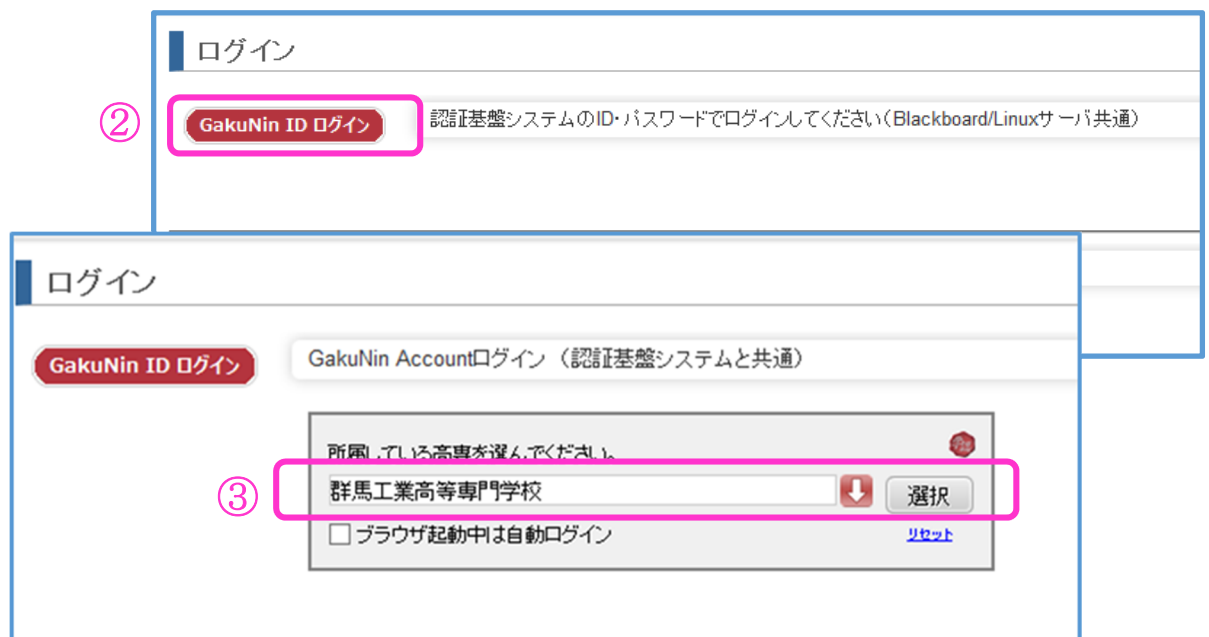 ログイン
②
GakuNin ID ログイン
認証基盤システムのID・パスワードでログインしてください（Blackboard/Linuxサーバ共通）
ログイン
GakuNin ID ログイン
GakuNin Accountログイン（認証基盤システムと共通）
所属している高専を選んでください。
③
群馬工業高等専門学校
選択
ブラウザ起動中は自動ログイン
リセット